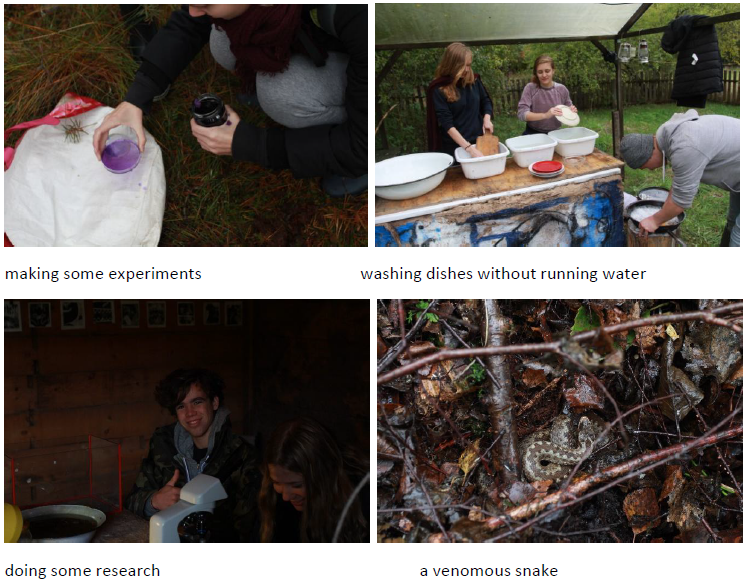 making some experiments
washing dishes without running water
doing some research
a venomous snake